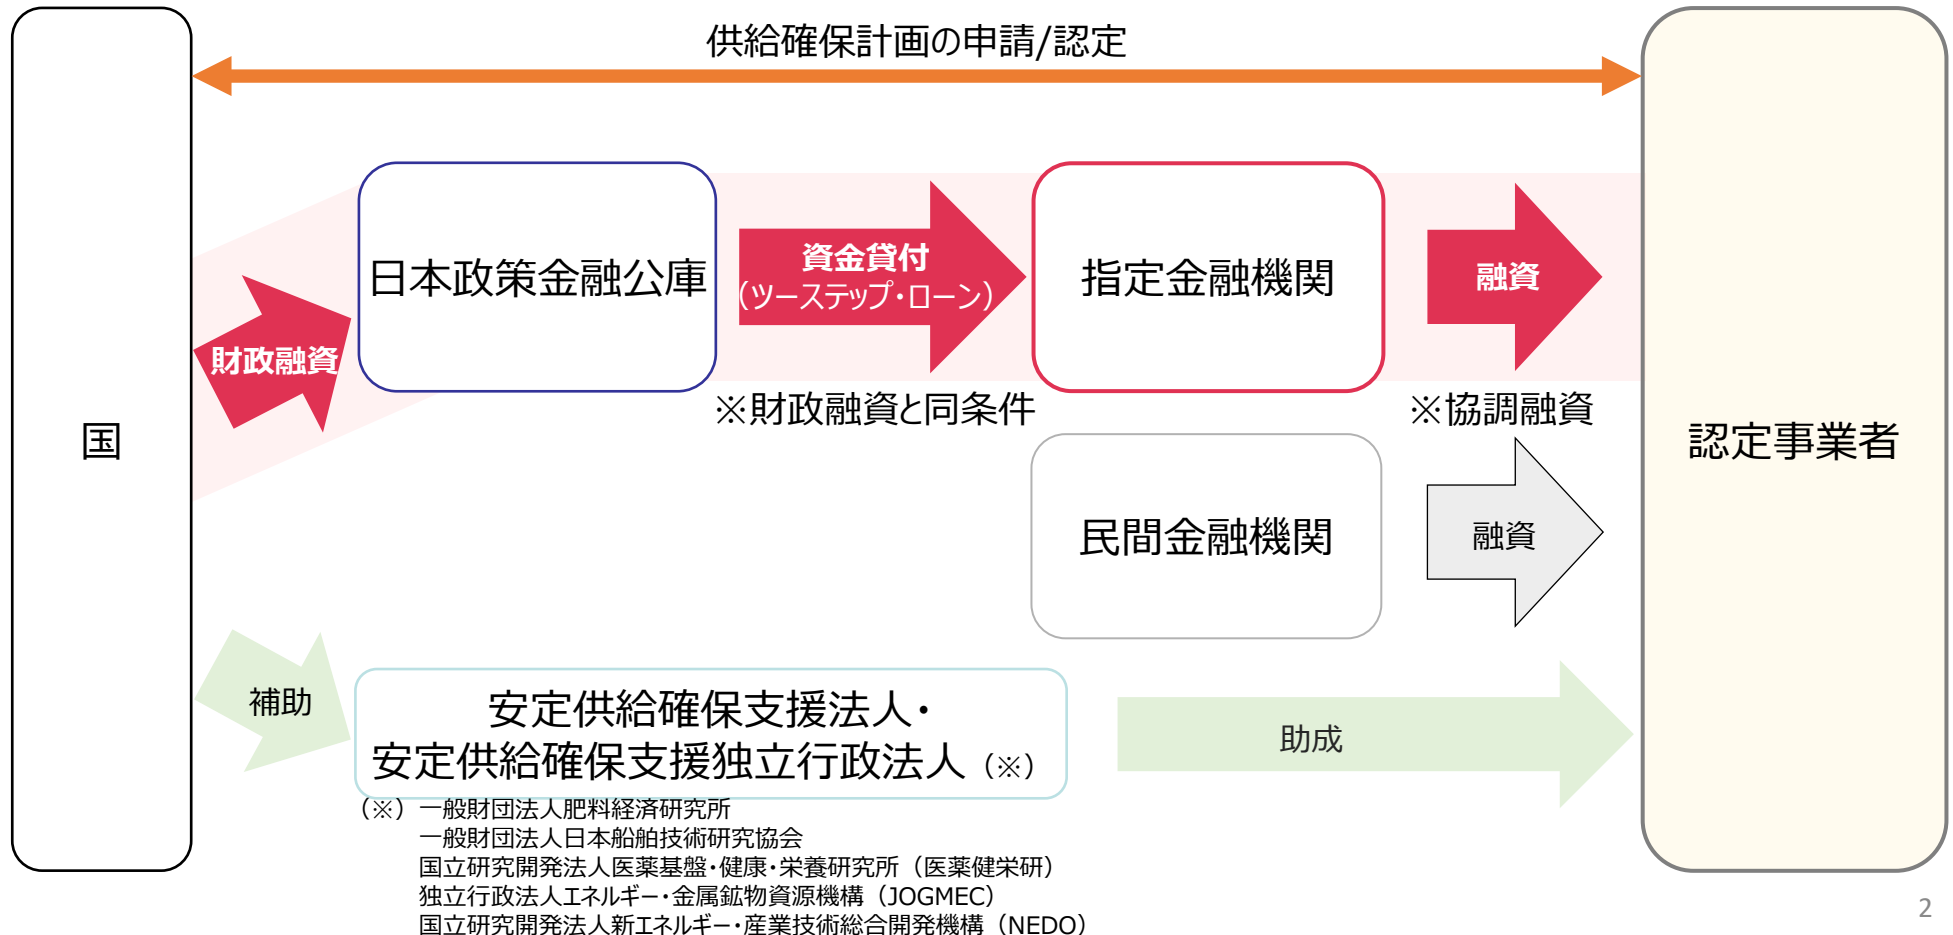 供給確保計画の申請/認定
国
日本政策金融公庫
財政融資
資金貸付
（ツーステップ・ローン）
※財政融資と同条件
指定金融機関
融資
※協調融資
民間金融機関
融資
認定事業者
補助
安定供給確保支援法人・
安定供給確保支援独立行政法人（※）
助成
（※）一般財団法人肥料経済研究所
一般財団法人日本船舶技術研究協会
国立研究開発法人医薬基盤・健康・栄養研究所（医薬健栄研）
独立行政法人エネルギー・金属鉱物資源機構（JOGMEC）
国立研究開発法人新エネルギー・産業技術総合開発機構（NEDO）
2